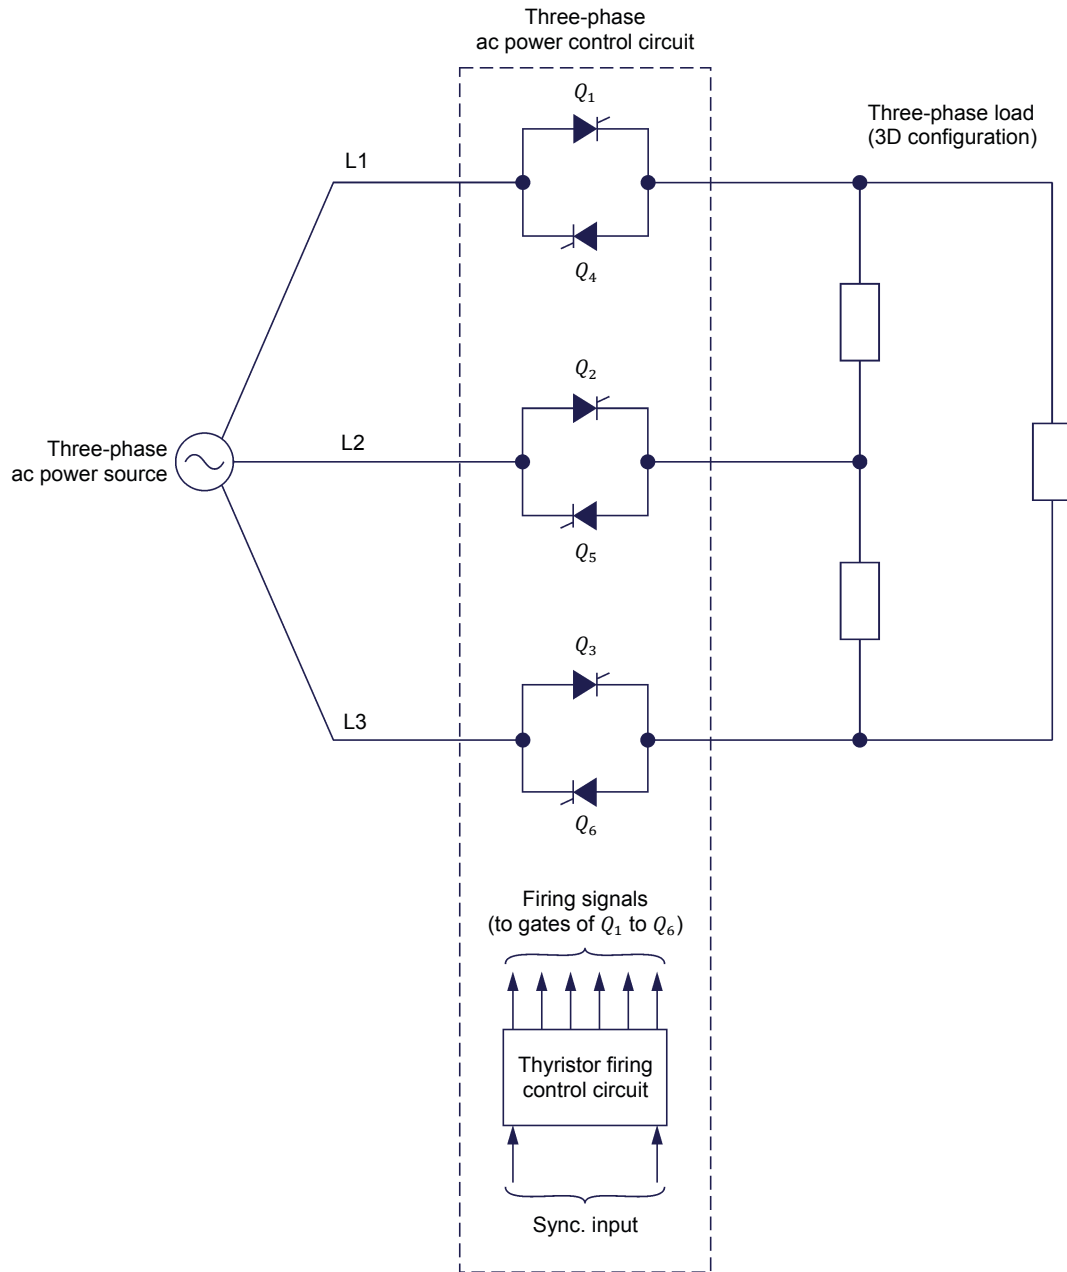 Three-phase
ac power control circuit
Q1
Three-phase load
(3D configuration)
L1
Q4
Q2
Three-phase
ac power source
L2
Q5
Q3
L3
Q6
Firing signals
(to gates of Q1 to Q6)
Thyristor firing
control circuit
Sync. input